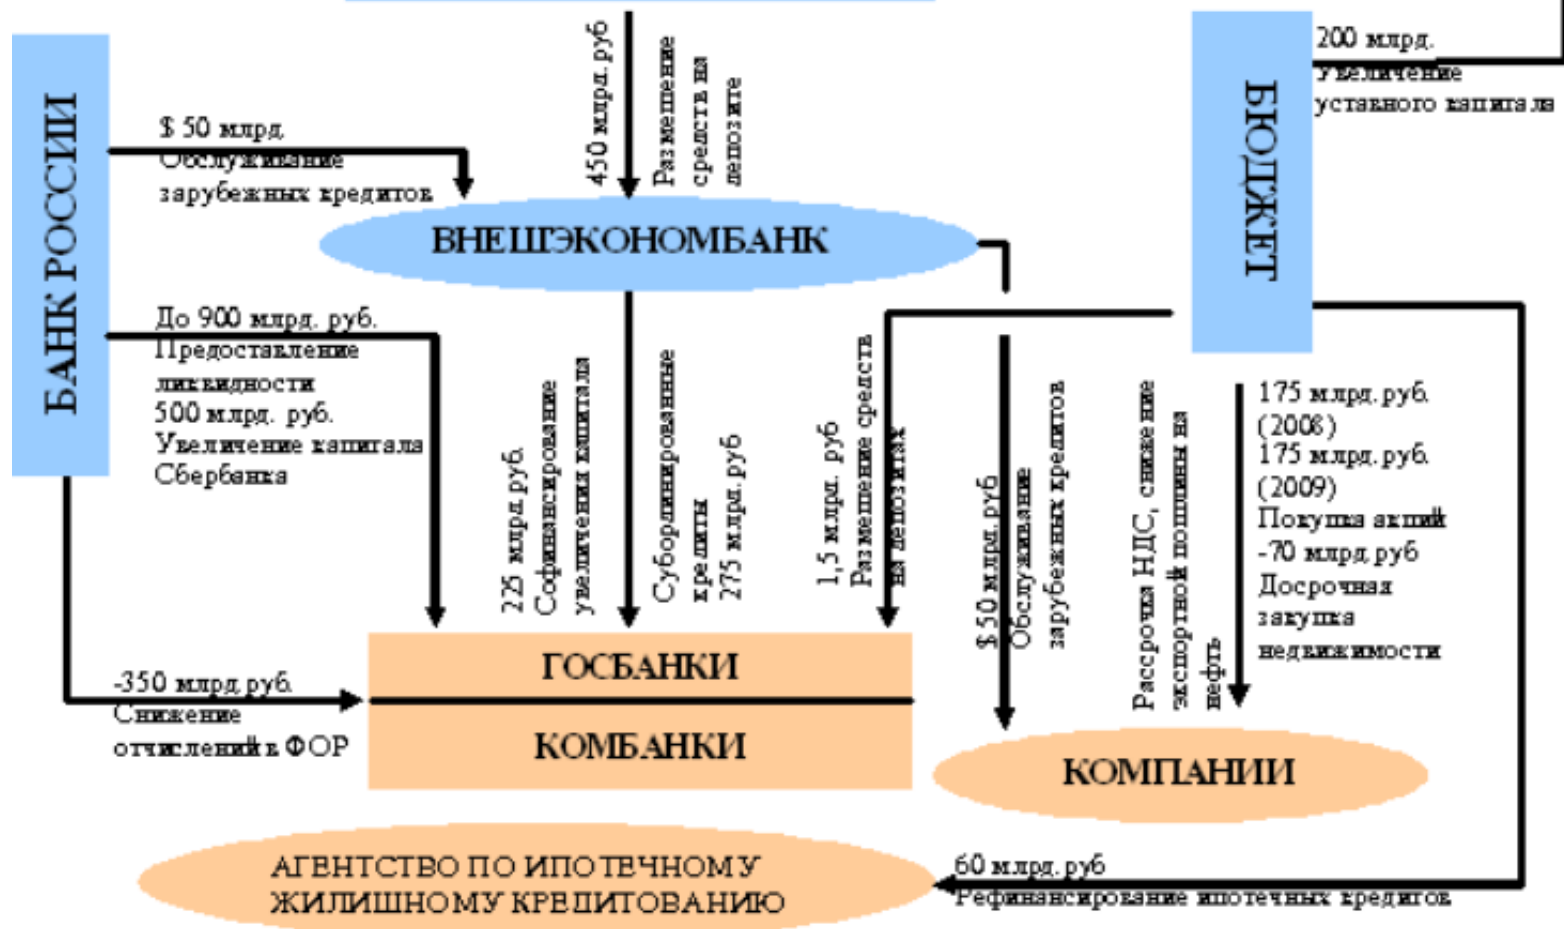 БАНК РОССИИ
$ 50 млрд
Обслуживание
зарубежных кредитов
450 млрд. руб
Размещение
средств на
депозите
БЮДЖЕТ
200 млрд.
Увеличение
уставного капитала
ВНЕШЭКОНОМБАНК
До 900 млрд. руб.
Предоставление
ликвидности
500 млрд. руб.
Увеличение капитала
Сбербанка
225 млрд. руб.
Софинансирование
увеличения капитала
Субординированные
кредиты
275 млрд. руб
1,5 млрд. руб
Размещение средств
на депозитах
$ 50 млрд. руб
Обслуживание
зарубежных кредитов
Рассрочка НДС, снижение
экспортной пошлины на
нефть
175 млрд. руб.
(2008)
175 млрд. руб.
(2009)
Покупка акций
-70 млрд руб
Досрочная
закупка
недвижимости
-350 млрд руб.
Снижение
отчислений в ФОР
ГОСБАНКИ
КОМБАНКИ
КОМПАНИИ
АГЕНТСТВО ПО ИПОТЕЧНОМУ
ЖИЛИШНОМУ КРЕДИТОВАНИЮ
60 млрд. руб
Рефинансирование ипотечных кредитов